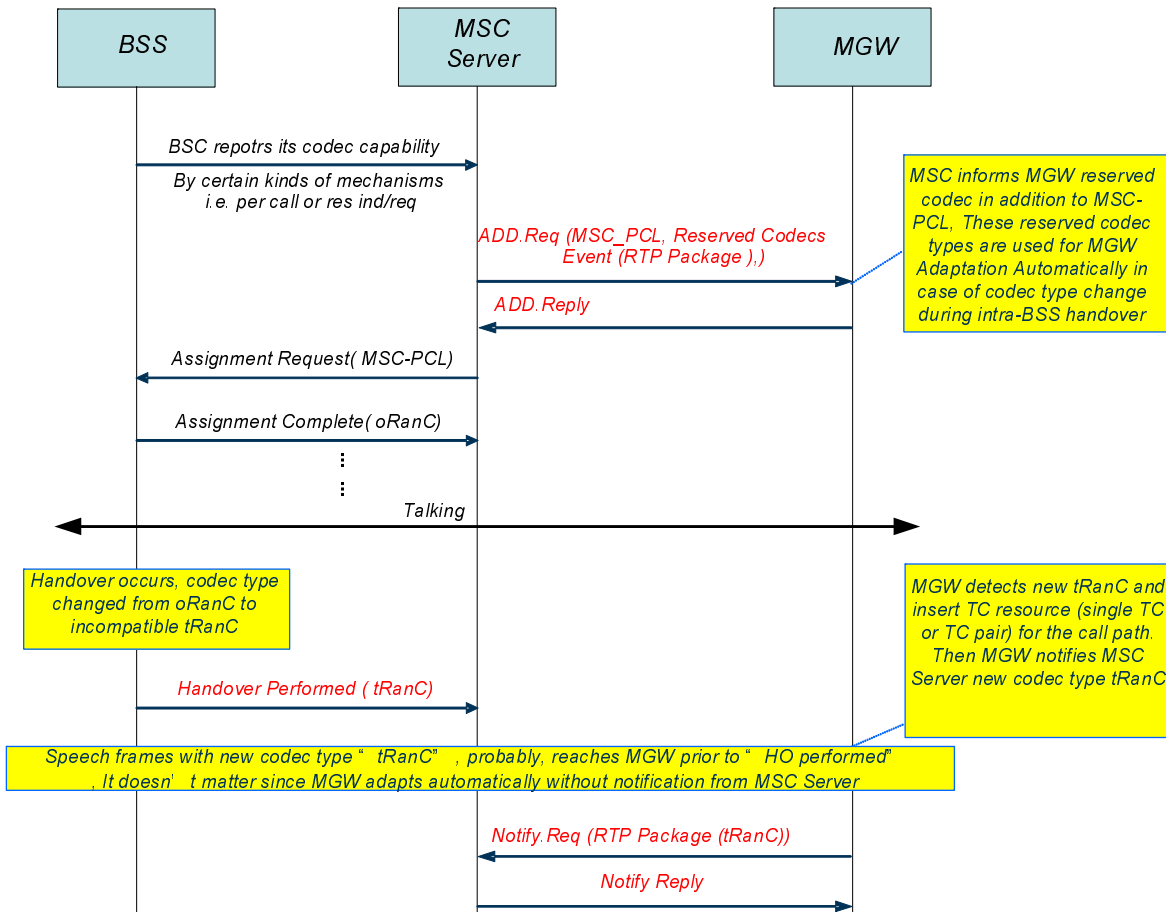 BSS
MSC
Server
MGW
BSC repotrs its codec capability
By certain kinds of mechanisms
i.e. per call or res ind/req
MSC informs MGW reserved
codec in addition to MSC-
PCL, These reserved codec
types are used for MGW
Adaptation Automatically in
case of codec type change
during intra-BSS handover
ADD.Req (MSC_PCL, Reserved Codecs
Event (RTP Package ),)
ADD.Reply
Assignment Request( MSC-PCL)
Assignment Complete( oRanC)
Talking
Handover occurs, codec type
changed from oRanC to
incompatible tRanC
MGW detects new tRanC and
insert TC resource (single TC
or TC pair) for the call path.
Then MGW notifies MSC
Server new codec type tRanC
Handover Performed ( tRanC)
Speech frames with new codec type “ tRanC” , probably, reaches MGW prior to “ HO performed”
, It doesn’ t matter since MGW adapts automatically without notification from MSC Server
Notify.Req (RTP Package (tRanC))
Notify Reply